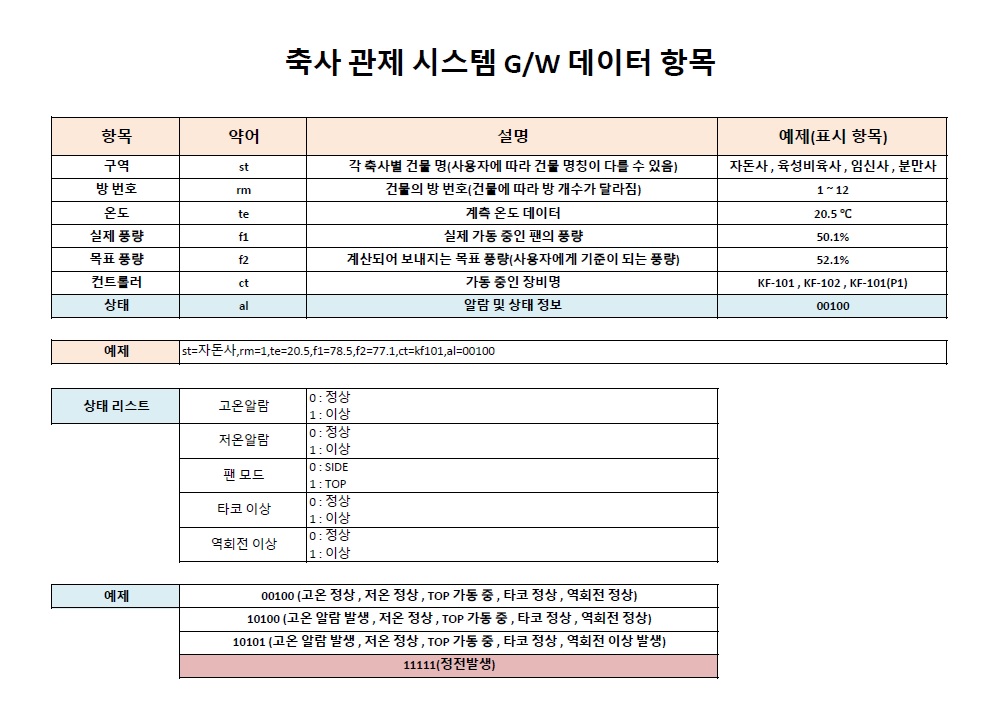 축사 관제 시스템 G/W 데이터 항목
항목 약어 설명 예제(표시 항목)
구역 st 각 축사별 건물 명(사용자에 따라 건물 명칭이 다를 수 있음) 자돈사 , 육성비육사 , 임신사 , 분만사
방 번호 rm 건물의 방 번호(건물에 따라 방 개수가 달라짐) 1 ~ 12
온도 te 계측 온도 데이터 20.5 ℃
실제 풍량 f1 실제 가동 중인 팬의 풍량 50.1%
목표 풍량 f2 계산되어 보내지는 목표 풍량(사용자에게 기준이 되는 풍량) 52.1%
컨트롤러 ct 가동 중인 장비명 KF-101 , KF-102 , KF-101(P1)
상태 al 알람 및 상태 정보 00100
예제 st=자돈사,rm=1,te=20.5,f1=78.5,f2=77.1,ct=kf101,al=00100
상태 리스트 고온알람 0 : 정상
1 : 이상
저온알람 0 : 정상
1 : 이상
팬 모드 0 : SIDE
1 : TOP
타코 이상 0 : 정상
1 : 이상
역회전 이상 0 : 정상
1 : 이상
예제 00100 (고온 정상 , 저온 정상 , TOP 가동 중 , 타코 정상 , 역회전 정상)
10100 (고온 알람 발생 , 저온 정상 , TOP 가동 중 , 타코 정상 , 역회전 정상)
10101 (고온 알람 발생 , 저온 정상 , TOP 가동 중 , 타코 정상 , 역회전 이상 발생)
11111(정전발생)